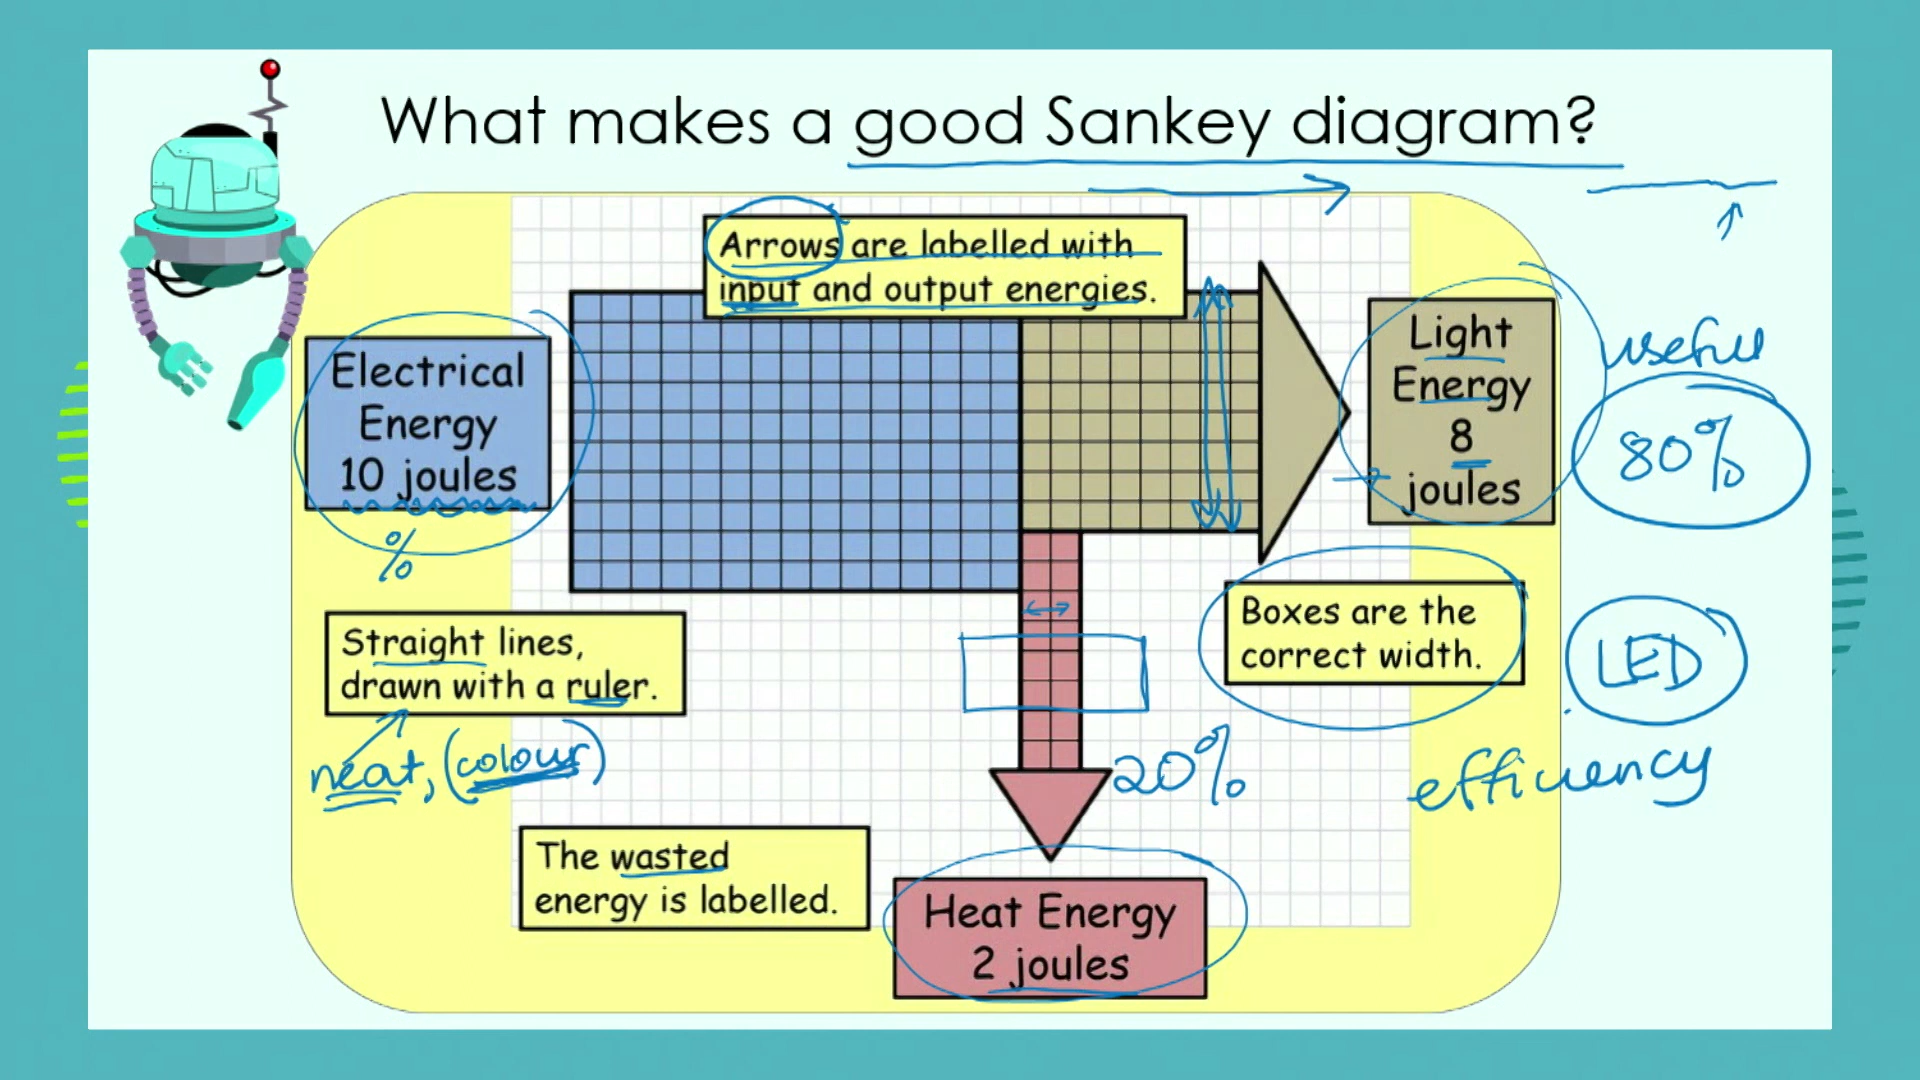 What makes a good Sankey diagram?
Arrows are labelled with
input and output energies.
Electrical
Energy
10 joules
%
Light
Energy
8
joules
useful
80%
Straight lines,
drawn with a ruler.
neat, (colour)
Boxes are the
correct width.
LED
efficiency
20%
The wasted
energy is labelled.
Heat Energy
2 joules